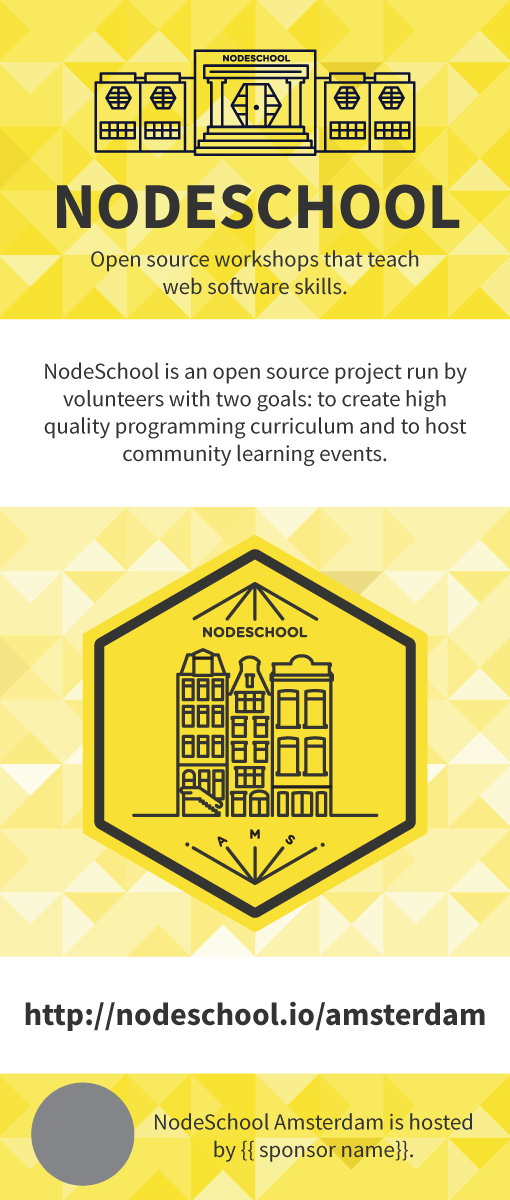 NODESCHOOL
NODESCHOOL
Open source workshops that teach
web software skills.
NodeSchool is an open source project run by
volunteers with two goals: to create high
quality programming curriculum and to host
community learning events.
NODESCHOOL
· A M S ·
http://nodeschool.io/amsterdam
NodeSchool Amsterdam is hosted
by {{ sponsor name}}.